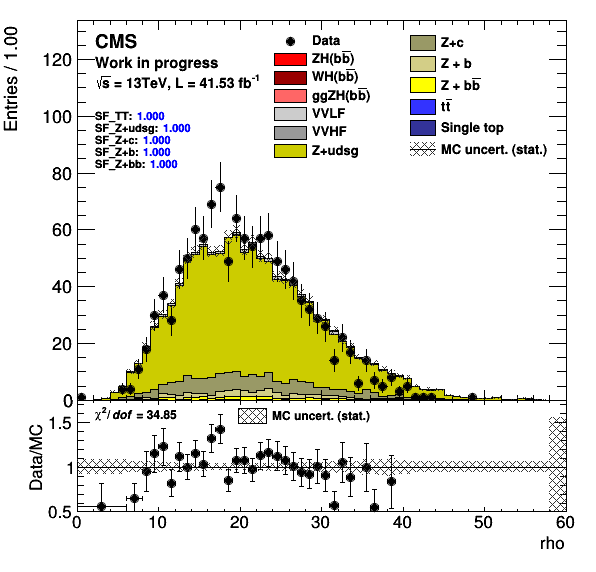 CMS
Work in progress
√s = 13TeV, L = 41.53 fb⁻¹
SF_TT: 1.000
SF_Z+udsg: 1.000
SF_Z+c: 1.000
SF_Z+b: 1.000
SF_Z+bb: 1.000
Data
ZH(bb̅)
WH(bb̅)
ggZH(bb̅)
VVLF
VVHF
Z+udsg
Z+c
Z + b
Z + bb̅
tt̅
Single top
MC uncert. (stat.)
Entries / 1.00
120
100
80
60
40
20
0
χ²/dof = 34.85
MC uncert. (stat.)
Data/MC
1.5
1
0.5
0 10 20 30 40 50 60
rho